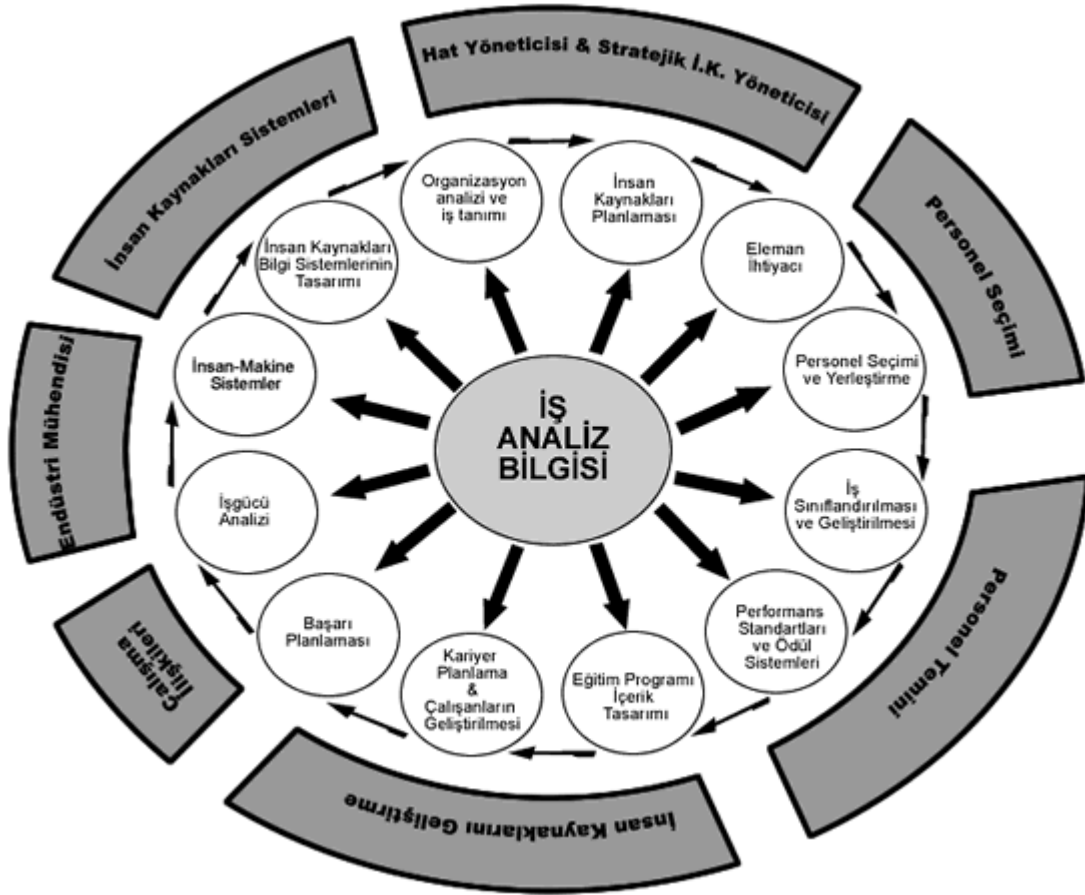 Hat Yöneticisi & Stratejik İ.K. Yöneticisi
Personel Seçimi
Personel Temini
İnsan Kaynaklarını Geliştirme
Çalışma
İlişkileri
Endüstri Mühendisi
İnsan Kaynakları Sistemleri
Organizasyon
analizi ve
iş tanımı
İnsan
Kaynakları
Planlaması
Eleman
İhtiyacı
Personel Seçimi
ve Yerleştirme
İş
Sınıflandırılması
ve Geliştirilmesi
Performans
Standartları
ve Ödül
Sistemleri
Eğitim Programı
İçerik
Tasarımı
Kariyer
Planlama
&
Çalışanların
Geliştirilmesi
Başarı
Planlaması
İşgücü
Analizi
İnsan-Makine
Sistemler
İnsan Kaynakları
Bilgi Sistemlerinin
Tasarımı
İŞ
ANALİZ
BİLGİSİ